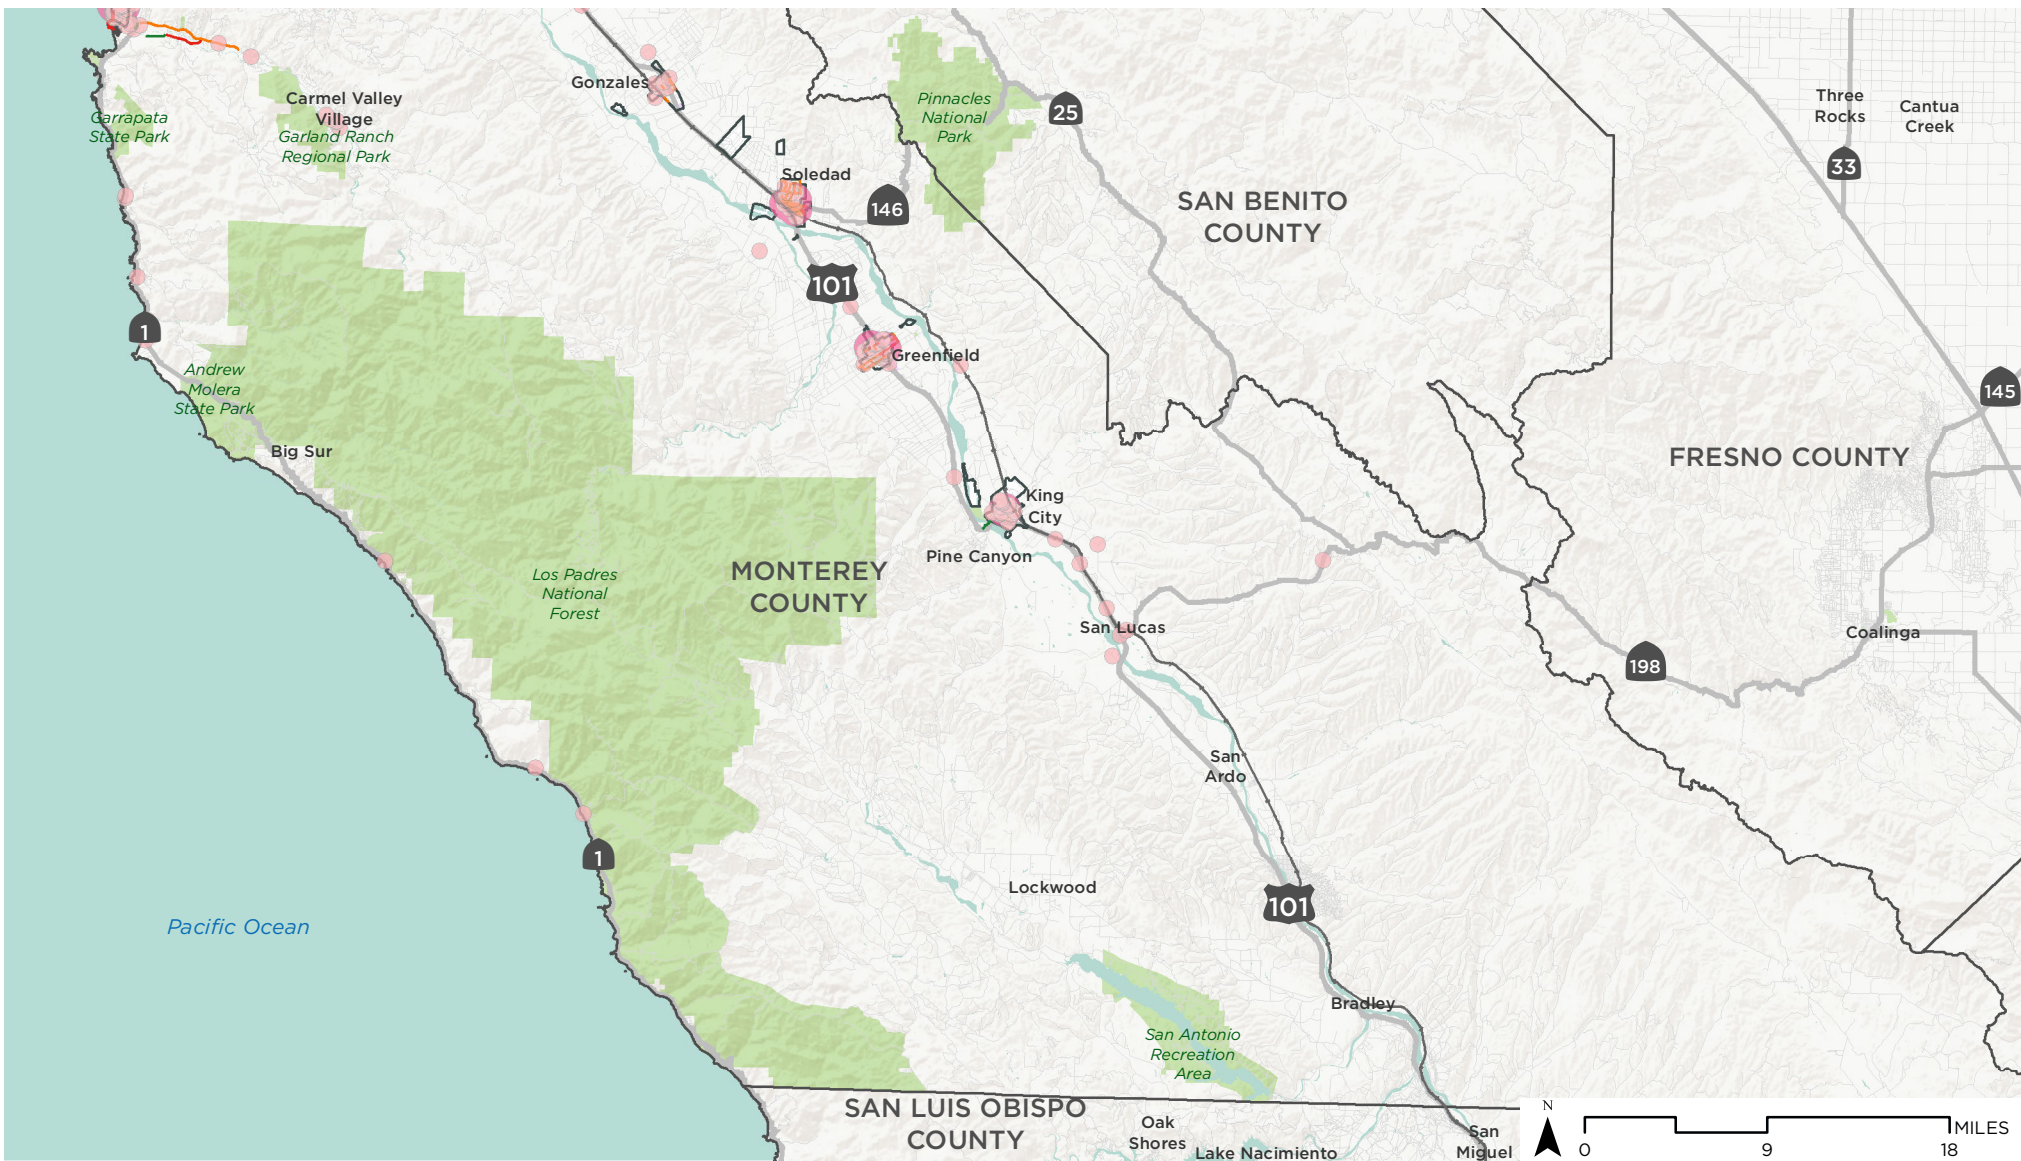 Gonzales
Carmel Valley
Village
Garrapata
State Park
Garland Ranch
Regional Park
Pinnacles
National
Park
25
Three
Rocks
Cantua
Creek
33
Soledad
146
SAN BENITO
COUNTY
101
1
Greenfield
Andrew
Molera
State Park
145
Big Sur
FRESNO COUNTY
King
City
Pine Canyon
Los Padres
National
Forest
MONTEREY
COUNTY
San Lucas
Coalinga
198
San
Ardo
1
Lockwood
101
Pacific Ocean
Bradley
San Antonio
Recreation
Area
SAN LUIS OBISPO
COUNTY
Oak
Shores
Lake Nacimiento
San
Miguel
N
MILES
0
9
18